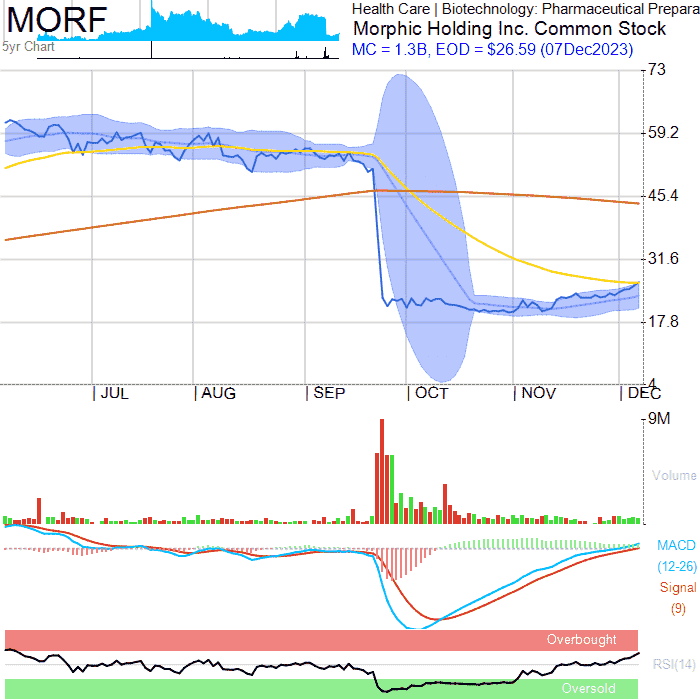 MORF
5yr Chart
Health Care | Biotechnology: Pharmaceutical Prepara
Morphic Holding Inc. Common Stock
MC = 1.3B, EOD = $26.59 (07Dec2023)
73
59.2
45.4
31.6
17.8
4
JUL AUG SEP OCT NOV DEC
9M
Volume
MACD
(12-26)
Signal
(9)
Overbought
RSI(14)
Oversold